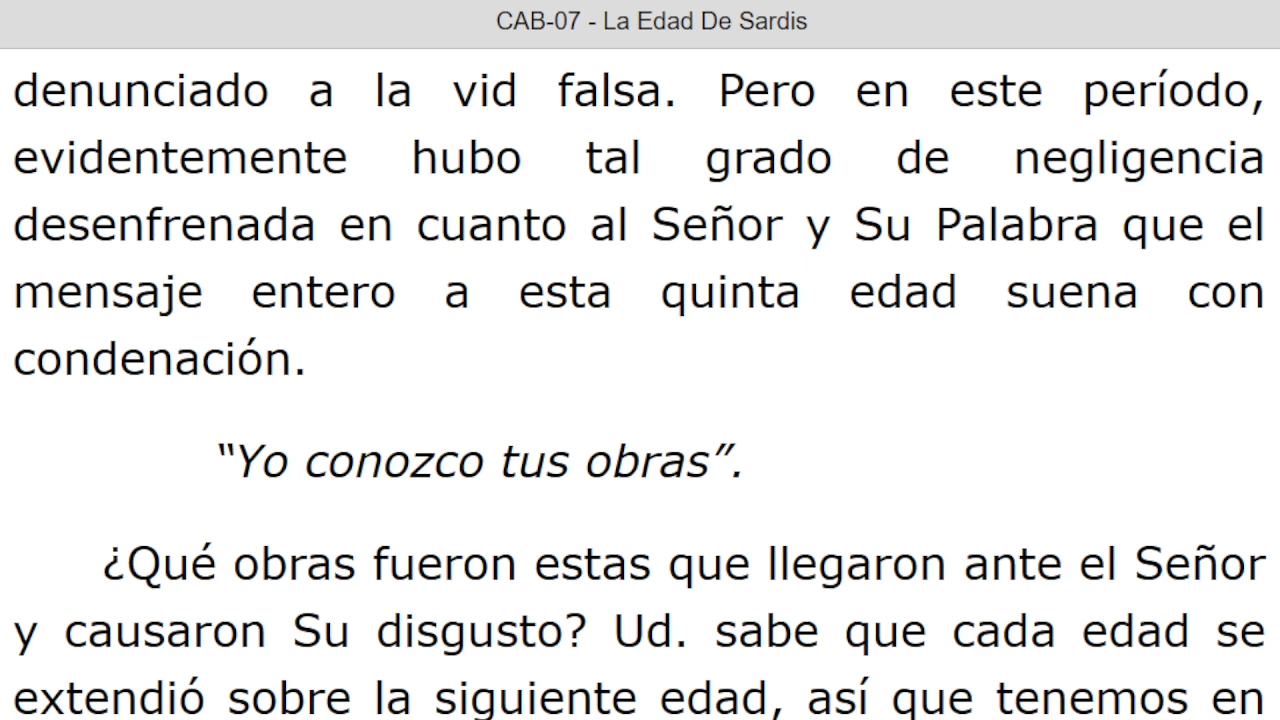 CAB-07 - La Edad De Sardis
denunciado a la vid falsa. Pero en este período,
evidentemente hubo tal grado de negligencia
desenfrenada en cuanto al Señor y Su Palabra que el
mensaje entero a esta quinta edad suena con
condenación.
“Yo conozco tus obras”.
¿Qué obras fueron estas que llegaron ante el Señor
y causaron Su disgusto? Ud. sabe que cada edad se
extendió sobre la siguiente edad, así que tenemos en